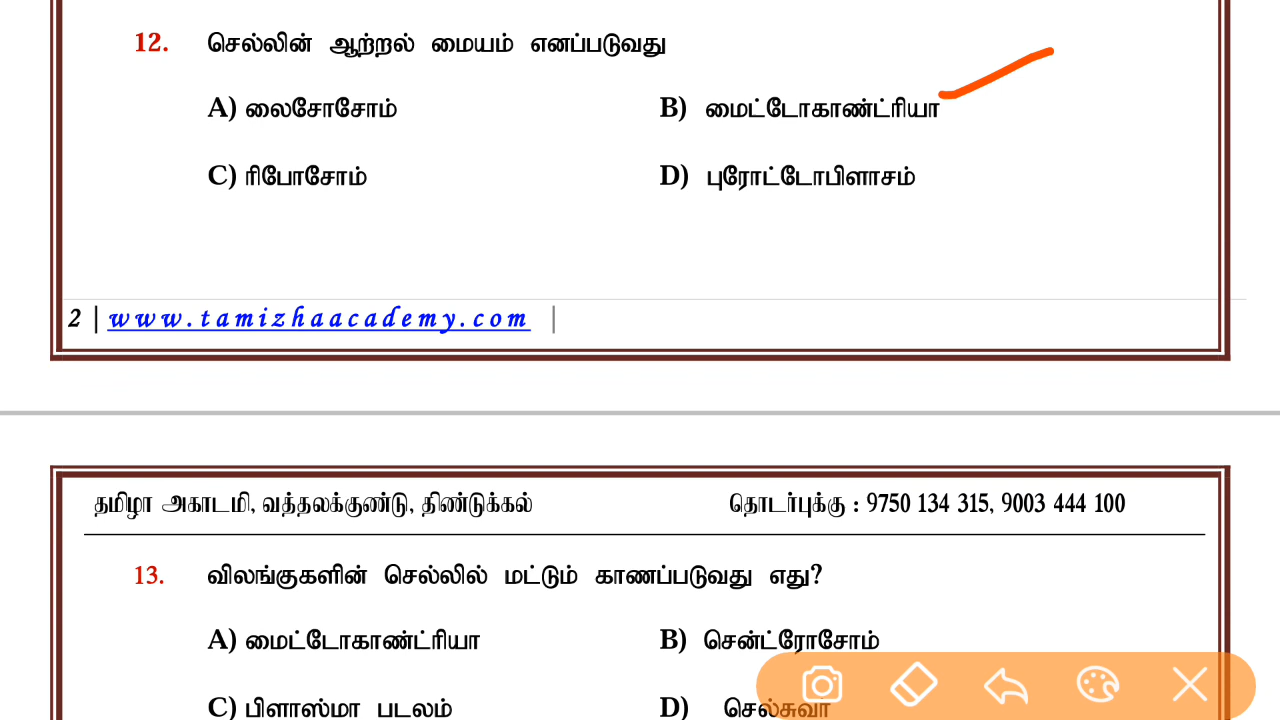 12. செல்லின் ஆற்றல் மையம் எனப்படுவது
A) லைசோசோம் B) மைட்டோகாண்ட்ரியா
C) ரிபோசோம் D) புரோட்டோபிளாசம்
2 | www.tamizhaacademy.com |
தமிழா அகாடமி, வத்தலக்குண்டு, திண்டுக்கல் தொடர்புக்கு : 9750 134 315, 9003 444 100
13. விலங்குகளின் செல்லில் மட்டும் காணப்படுவது எது?
A) மைட்டோகாண்ட்ரியா B) சென்ட்ரோசோம்
C) பிளாஸ்மா படலம் D) செல்சுவர்